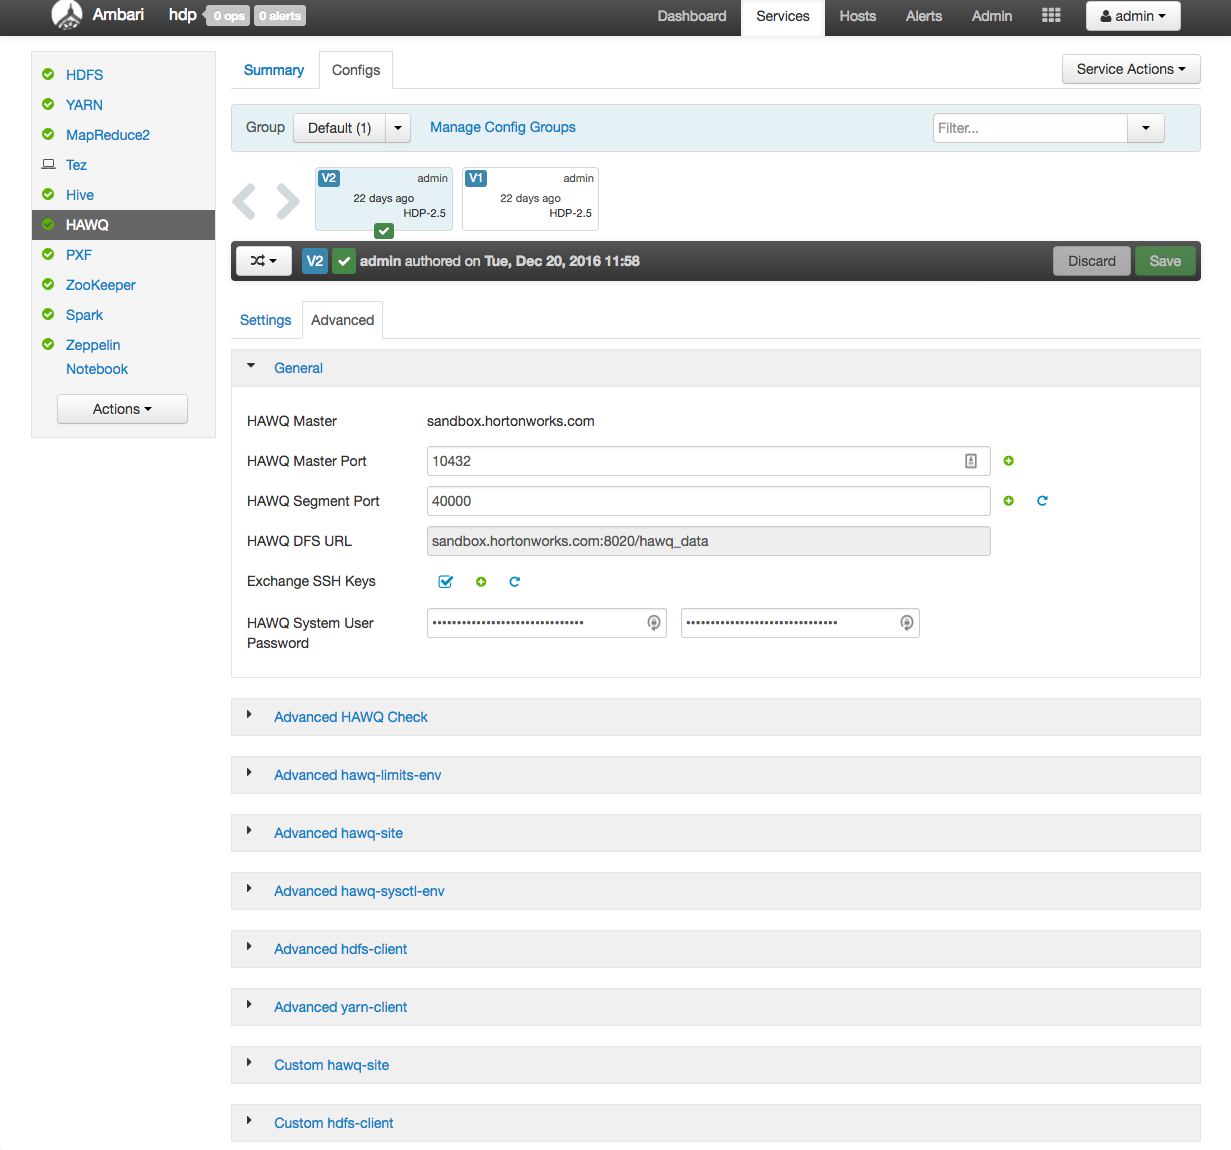 Ambari hdp 0 ops 0 alerts Dashboard Services Hosts Alerts Admin admin
HDFS
YARN
MapReduce2
Tez
Hive
HAWQ
PXF
ZooKeeper
Spark
Zeppelin
Notebook
Actions
Summary Configs Service Actions
Group Default (1) Manage Config Groups Filter...
V2 admin
22 days ago
HDP-2.5
V1 admin
22 days ago
HDP-2.5
V2 admin authored on Tue, Dec 20, 2016 11:58 Discard Save
Settings Advanced
General
HAWQ Master sandbox.hortonworks.com
HAWQ Master Port 10432
HAWQ Segment Port 40000
HAWQ DFS URL sandbox.hortonworks.com:8020/hawq_data
Exchange SSH Keys
HAWQ System User
Password
Advanced HAWQ Check
Advanced hawq-limits-env
Advanced hawq-site
Advanced hawq-sysctl-env
Advanced hdfs-client
Advanced yarn-client
Custom hawq-site
Custom hdfs-client